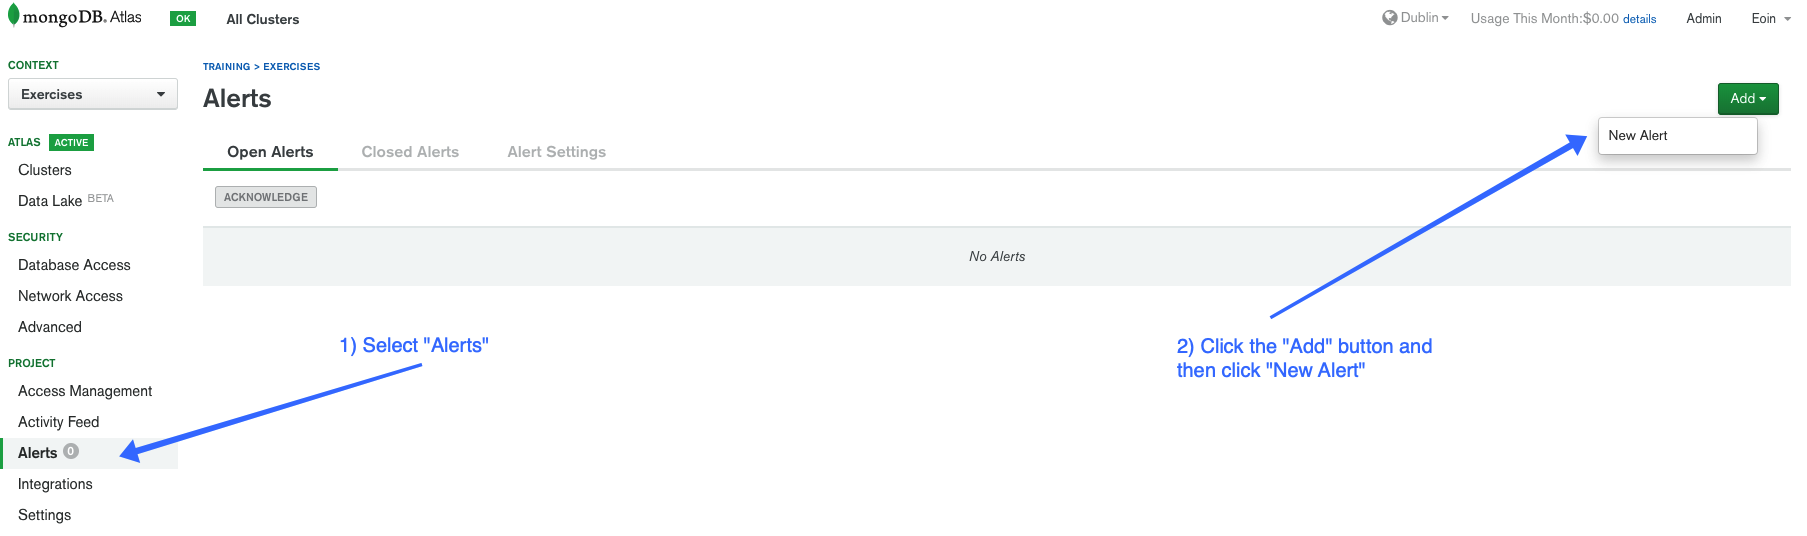 mongoDB. Atlas OK All Clusters Dublin Usage This Month:$0.00 details Admin Eoin
CONTEXT
Exercises
ATLAS ACTIVE
Clusters
Data Lake BETA
SECURITY
Database Access
Network Access
Advanced
PROJECT
Access Management
Activity Feed
Alerts 0
Integrations
Settings
TRAINING > EXERCISES
Alerts
Add
New Alert
Open Alerts Closed Alerts Alert Settings
ACKNOWLEDGE
No Alerts
1) Select "Alerts"
2) Click the "Add" button and
then click "New Alert"